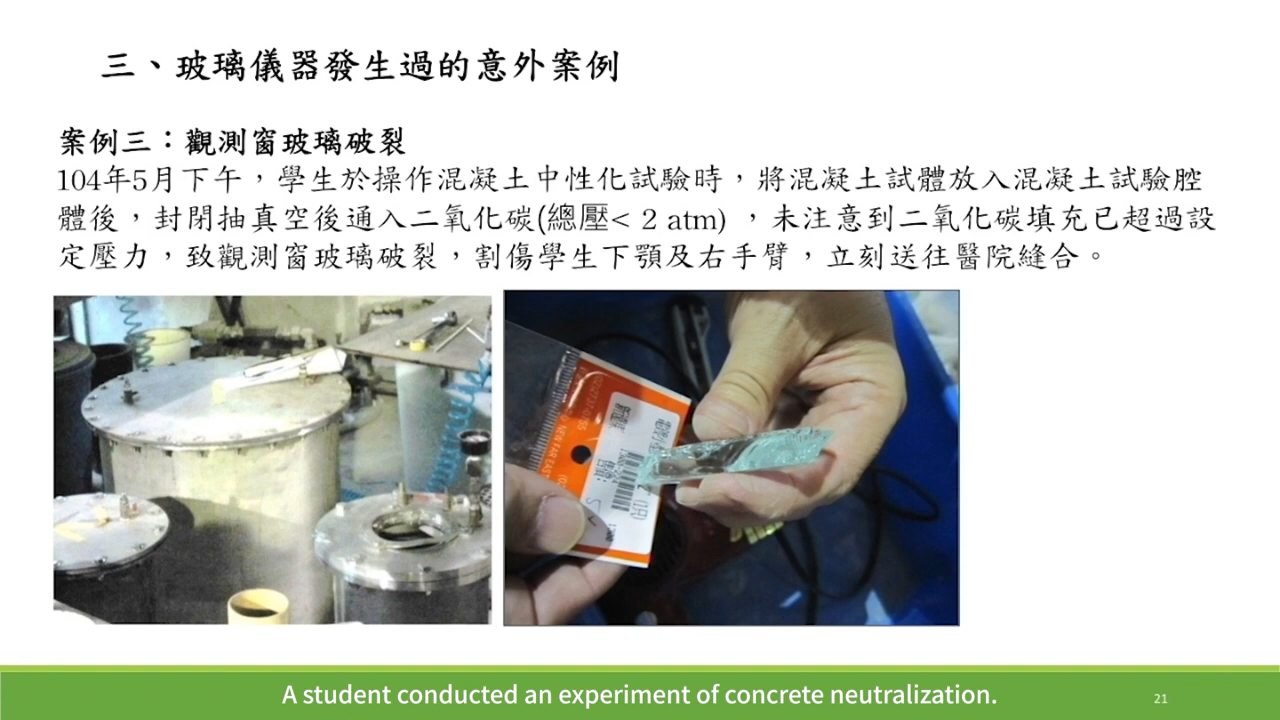 三、玻璃儀器發生過的意外案例
案例三：觀測窗玻璃破裂
104年5月下午，學生於操作混凝土中性化試驗時，將混凝土試體放入混凝土試驗腔
體後，封閉抽真空後通入二氧化碳(總壓< 2 atm) ，未注意到二氧化碳填充已超過設
定壓力，致觀測窗玻璃破裂，割傷學生下顎及右手臂，立刻送往醫院縫合。
NEW FAR EAST
A student conducted an experiment of concrete neutralization.
21